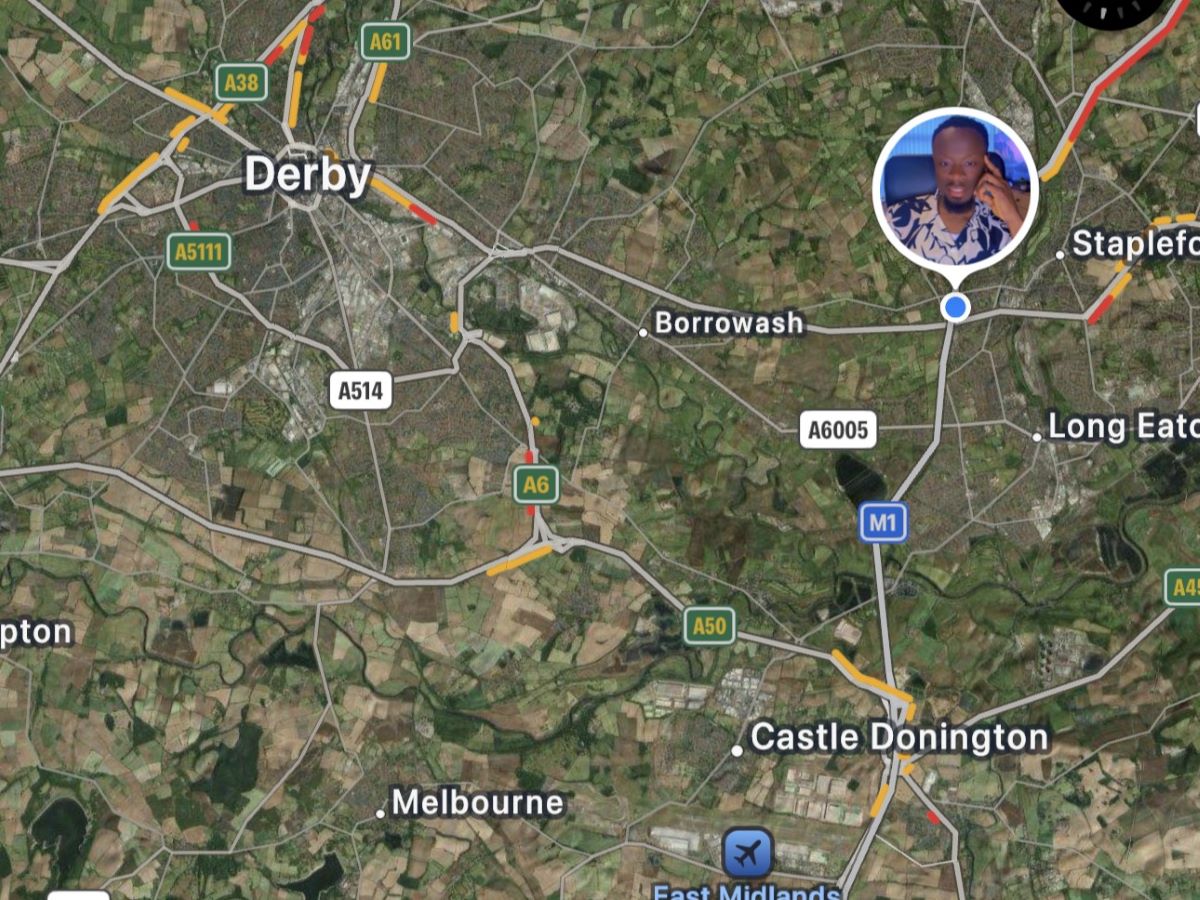 A61
A38
Derby
A5111
Staplefo
Borrowash
A514
A6005
Long Eato
A6
M1
A45
A50
pton
Castle Donington
Melbourne
East Midlands